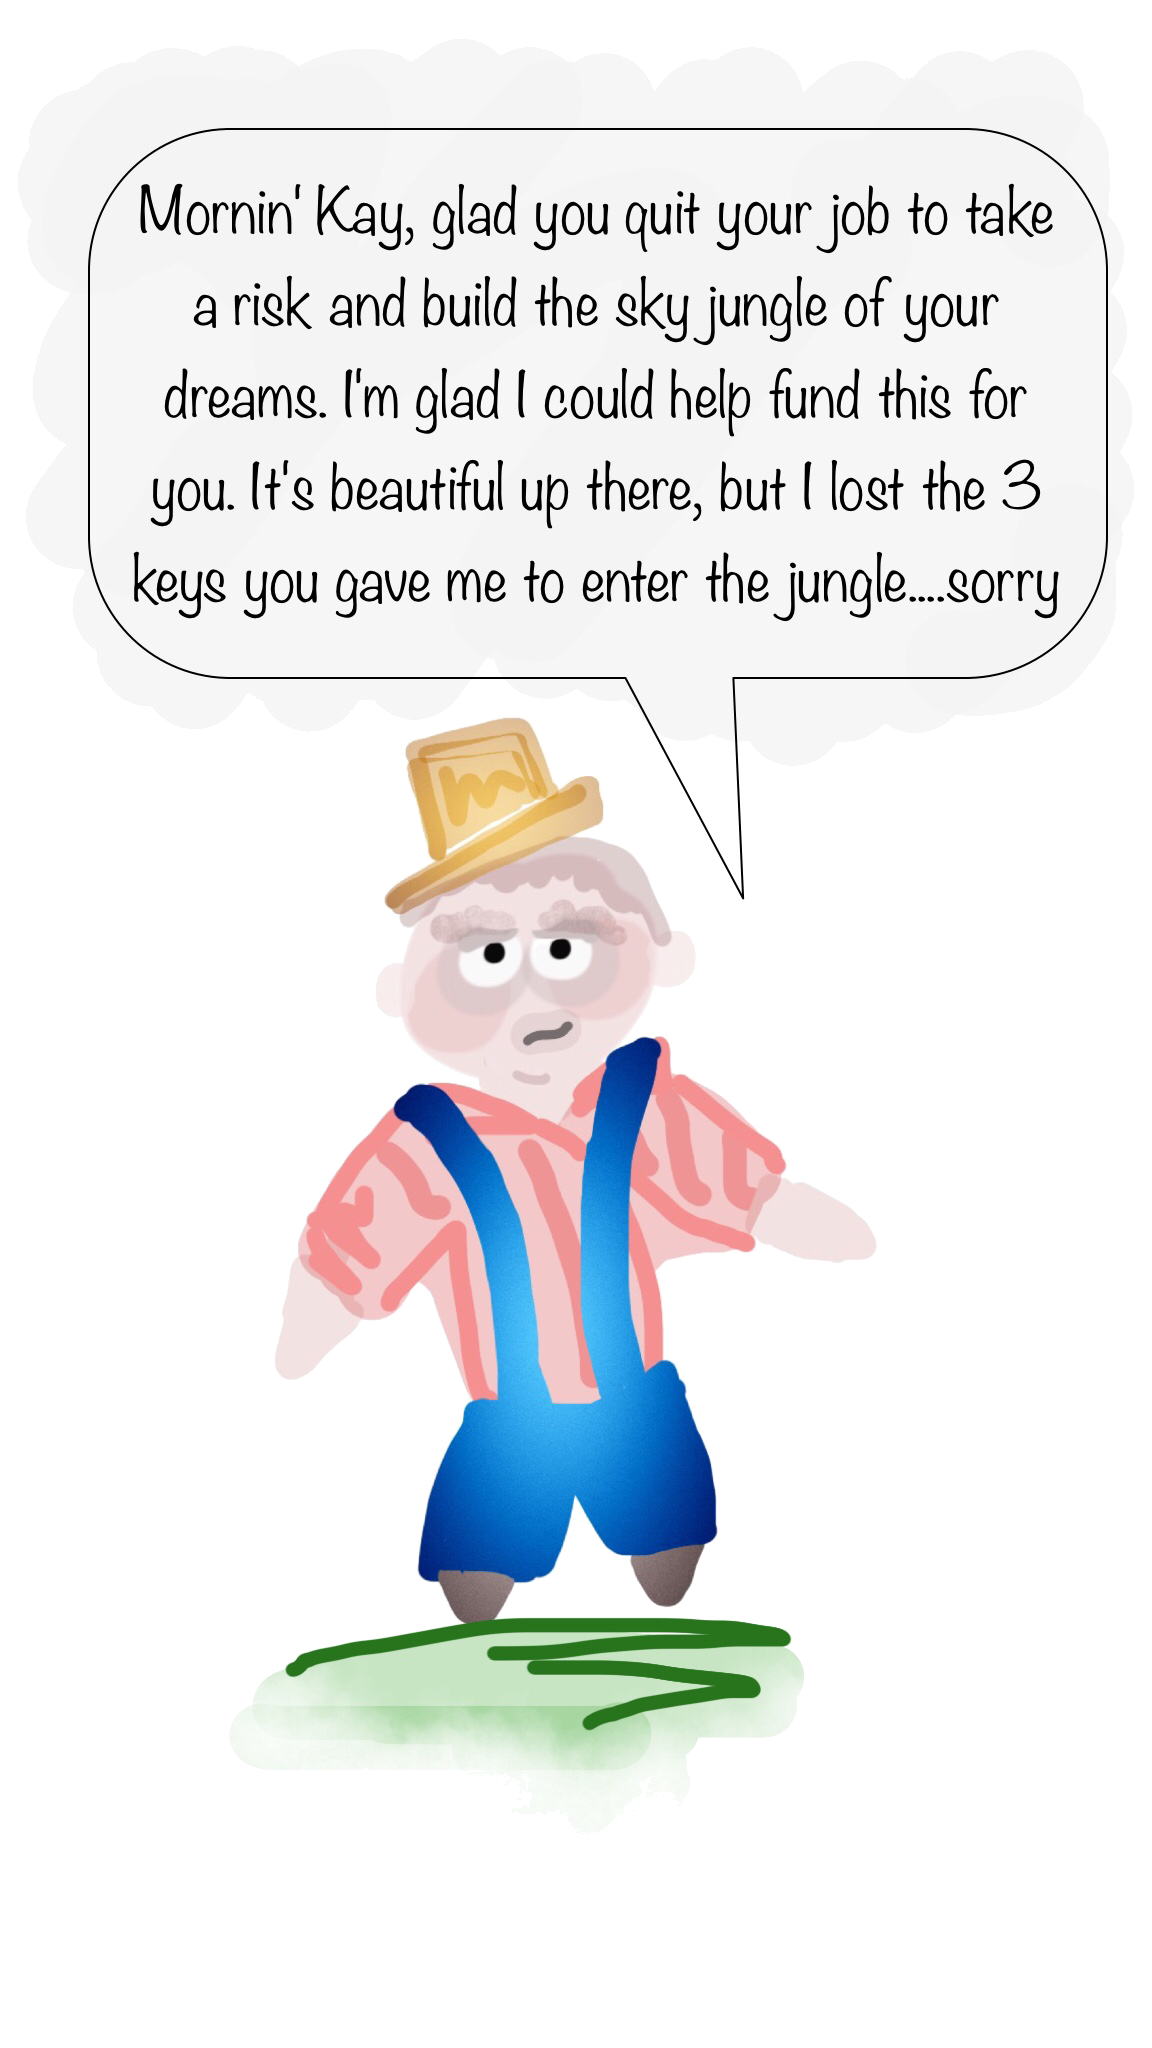 Mornin' Kay, glad you quit your job to take
a risk and build the sky jungle of your
dreams. I'm glad I could help fund this for
you. It's beautiful up there, but I lost the 3
keys you gave me to enter the jungle....sorry
m